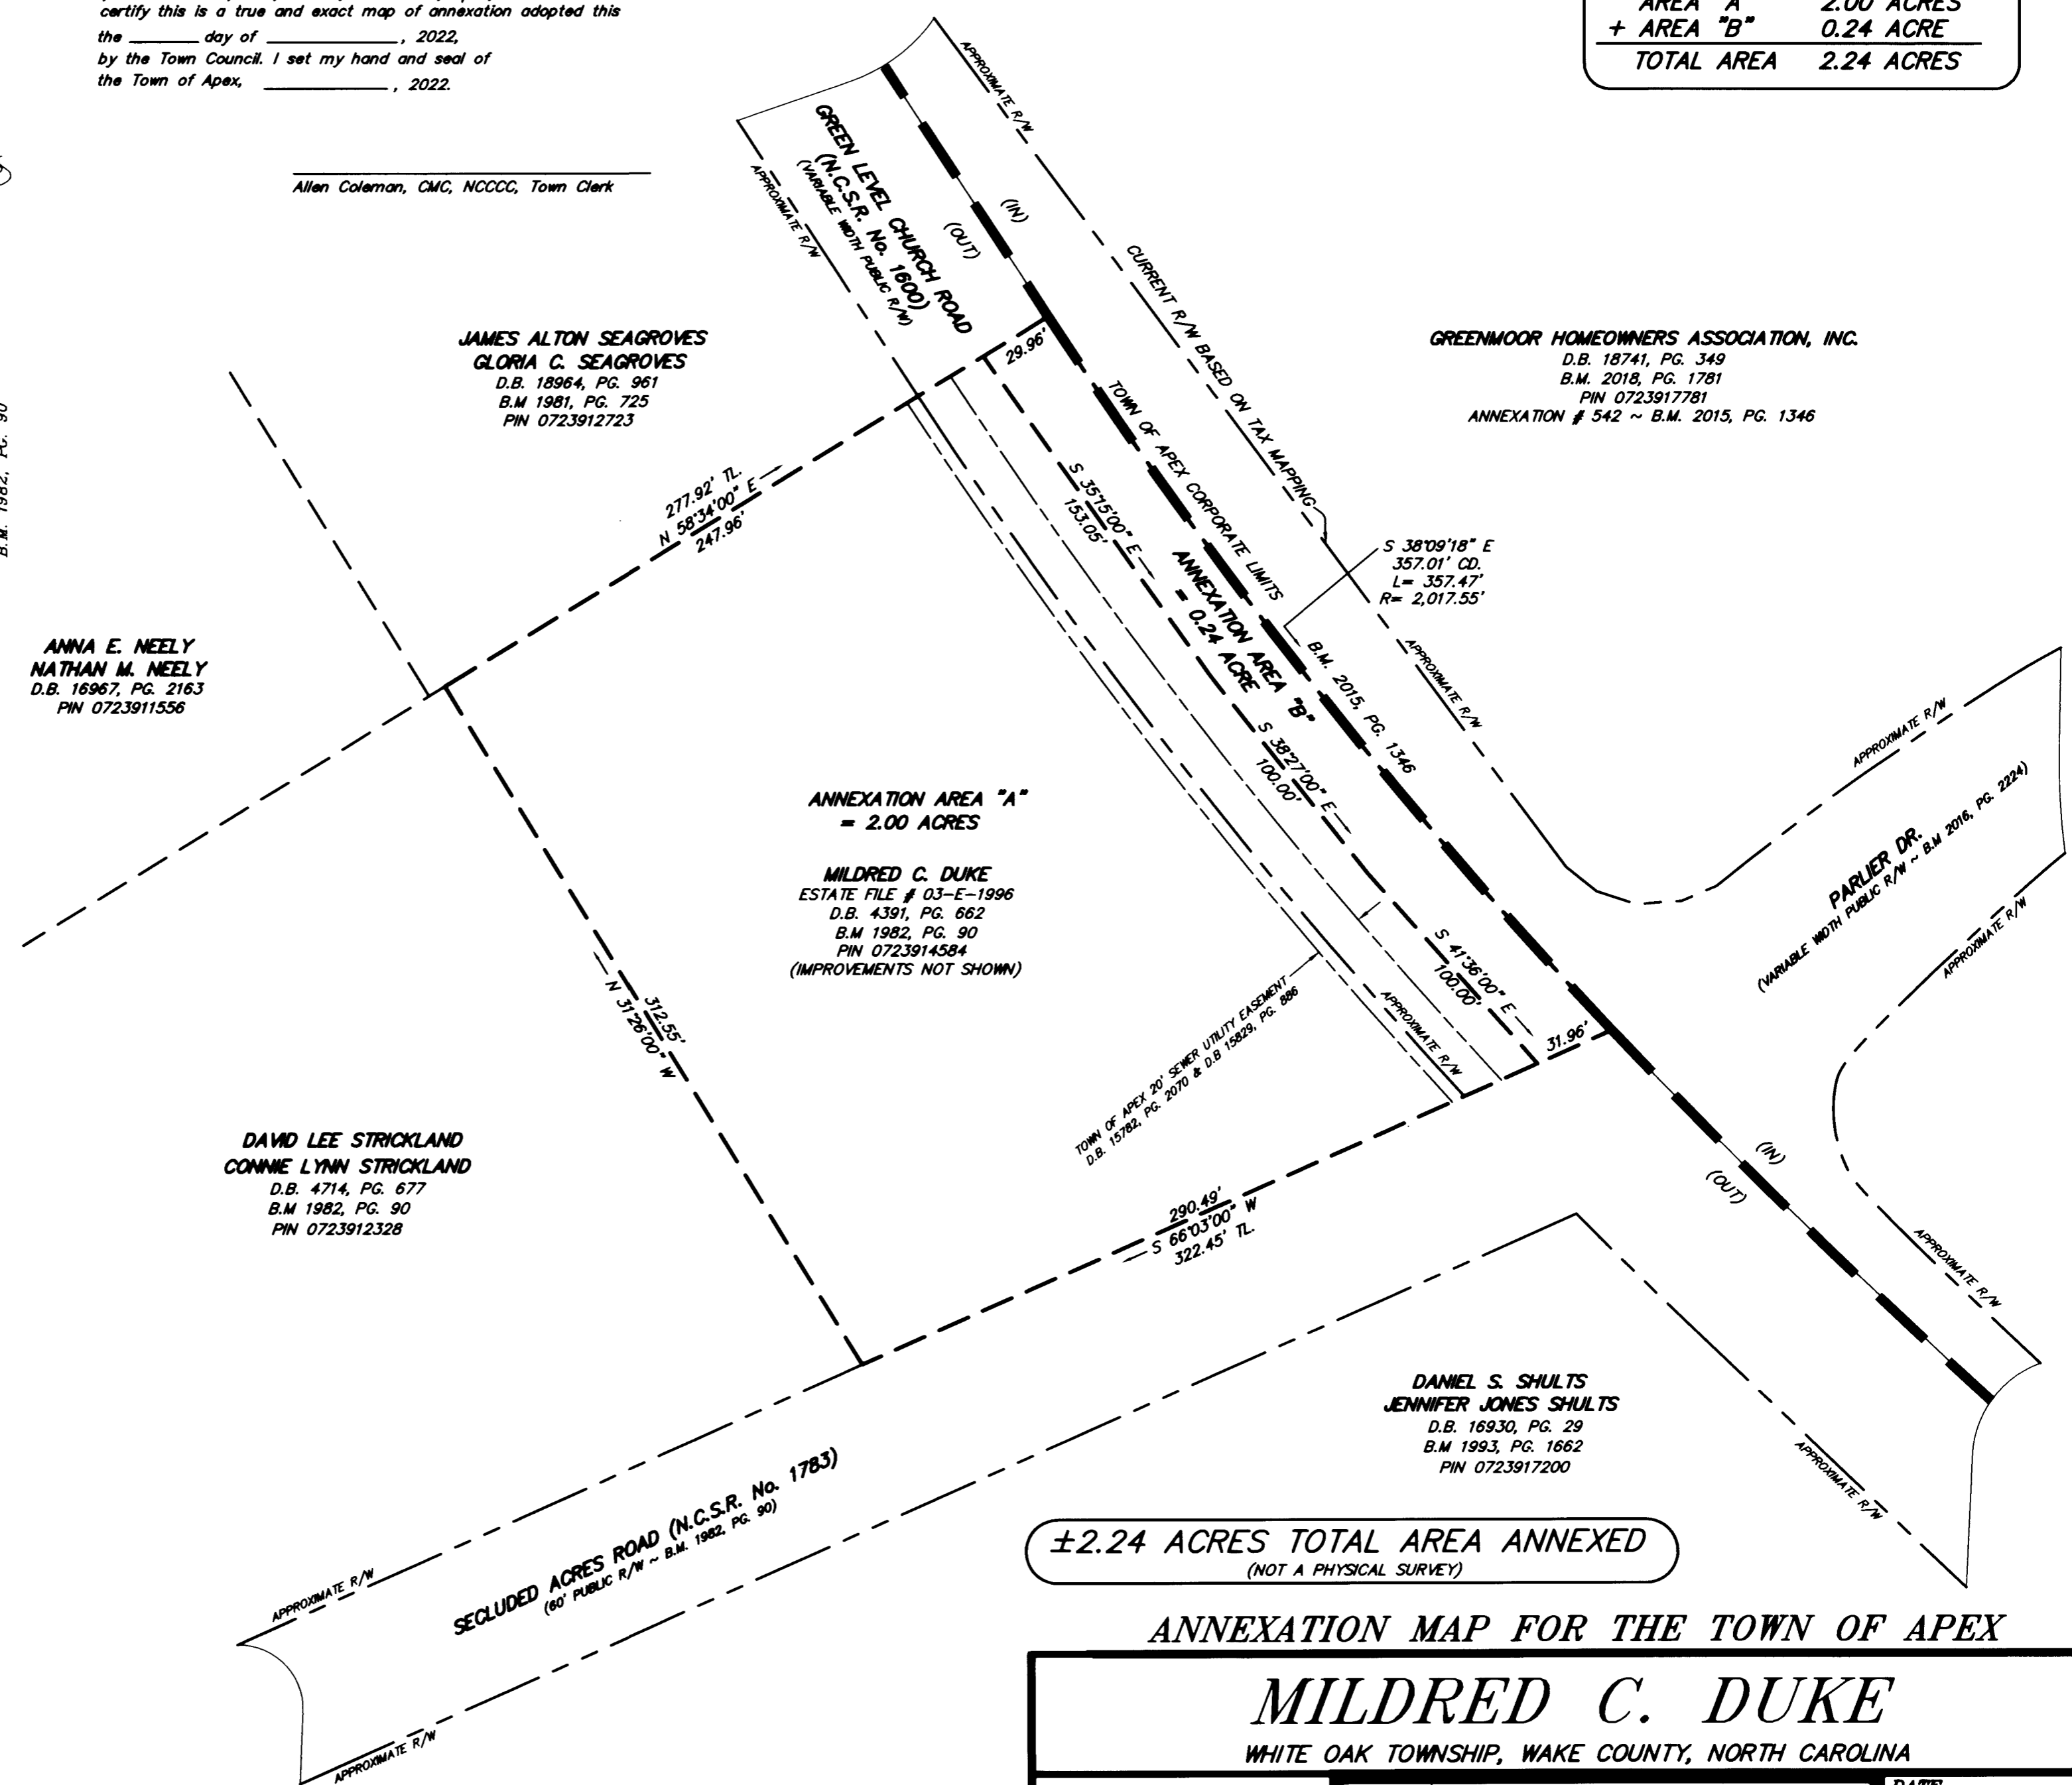 certify this is a true and exact map of annexation adopted this
the ______ day of ____________, 2022,
by the Town Council. I set my hand and seal of
the Town of Apex, ____________, 2022.
Allen Coleman, CMC, NCCCC, Town Clerk
AREA "A" 2.00 ACRES
+ AREA "B" 0.24 ACRE
TOTAL AREA 2.24 ACRES
B.M. 1982, PG. 90
APPROXIMATE R/W
APPROXIMATE R/W
GREEN LEVEL CHURCH ROAD
(N.C.S.R. No. 1600)
(VARIABLE WIDTH PUBLIC R/W)
(IN)
(OUT)
CURRENT R/W BASED ON TAX MAPPING
JAMES ALTON SEAGROVES
GLORIA C. SEAGROVES
D.B. 18964, PG. 961
B.M 1981, PG. 725
PIN 0723912723
GREENMOOR HOMEOWNERS ASSOCIATION, INC.
D.B. 18741, PG. 349
B.M. 2018, PG. 1781
PIN 0723917781
ANNEXATION # 542 ~ B.M. 2015, PG. 1346
29.96'
277.92' TL.
N 58°34'00" E
247.96'
S 35°15'00" E
153.05'
TOWN OF APEX CORPORATE LIMITS
B.M. 2015, PG. 1346
ANNEXATION AREA "B"
= 0.24 ACRE
S 38°09'18" E
357.01' CD.
L= 357.47'
R= 2,017.55'
APPROXIMATE R/W
ANNA E. NEELY
NATHAN M. NEELY
D.B. 16967, PG. 2163
PIN 0723911556
S 38°27'00" E
100.00'
APPROXIMATE R/W
PARLIER DR.
(VARIABLE WIDTH PUBLIC R/W ~ B.M 2016, PG. 2224)
APPROXIMATE R/W
ANNEXATION AREA "A"
= 2.00 ACRES
MILDRED C. DUKE
ESTATE FILE # 03-E-1996
D.B. 4391, PG. 662
B.M 1982, PG. 90
PIN 0723914584
(IMPROVEMENTS NOT SHOWN)
S 41°36'00" E
100.00'
31.96'
APPROXIMATE R/W
TOWN OF APEX 20' SEWER UTILITY EASEMENT
D.B. 15782, PG. 2070 & D.B 15829, PG. 886
312.55'
N 31°26'00" W
DAVID LEE STRICKLAND
CONNIE LYNN STRICKLAND
D.B. 4714, PG. 677
B.M 1982, PG. 90
PIN 0723912328
290.49'
S 66°03'00" W
322.45' TL.
(IN)
(OUT)
APPROXIMATE R/W
DANIEL S. SHULTS
JENNIFER JONES SHULTS
D.B. 16930, PG. 29
B.M 1993, PG. 1662
PIN 0723917200
APPROXIMATE R/W
SECLUDED ACRES ROAD (N.C.S.R. No. 1783)
(60' PUBLIC R/W ~ B.M. 1982, PG. 90)
APPROXIMATE R/W
APPROXIMATE R/W
±2.24 ACRES TOTAL AREA ANNEXED
(NOT A PHYSICAL SURVEY)
ANNEXATION MAP FOR THE TOWN OF APEX
MILDRED C. DUKE
WHITE OAK TOWNSHIP, WAKE COUNTY, NORTH CAROLINA